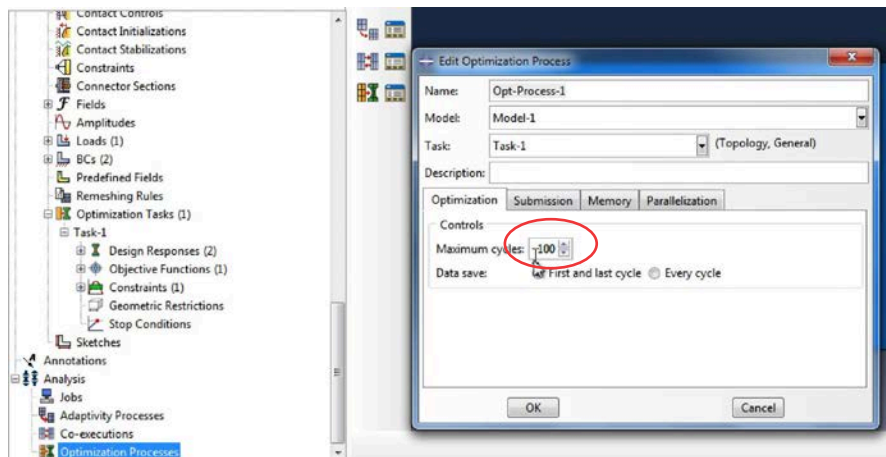 Contact Controls
Contact Initializations
Contact Stabilizations
Constraints
Connector Sections
Fields
Amplitudes
Loads (1)
BCs (2)
Predefined Fields
Remeshing Rules
Optimization Tasks (1)
Task-1
Design Responses (2)
Objective Functions (1)
Constraints (1)
Geometric Restrictions
Stop Conditions
Sketches
Annotations
Analysis
Jobs
Adaptivity Processes
Co-executions
Optimization Processes
Edit Optimization Process
Name: Opt-Process-1
Model: Model-1
Task: Task-1 (Topology, General)
Description:
Optimization Submission Memory Parallelization
Controls
Maximum cycles: 100
Data save: First and last cycle Every cycle
OK Cancel